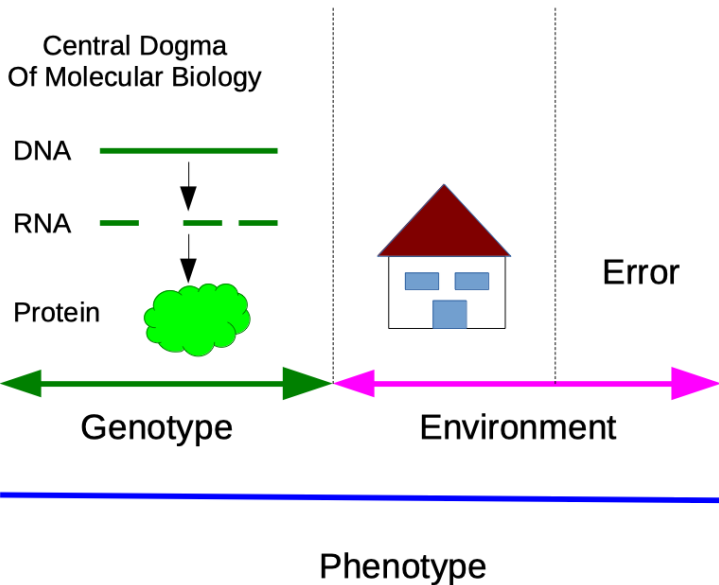 Central Dogma
Of Molecular Biology
DNA
RNA
Protein
Error
Genotype
Environment
Phenotype